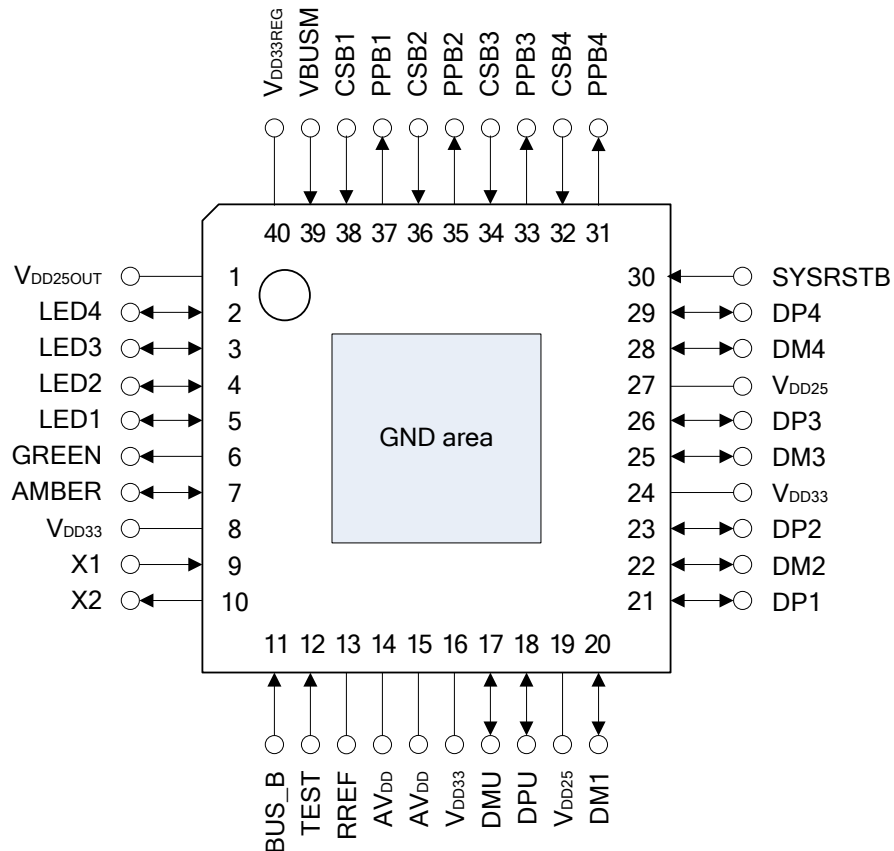 VDD33REG
VBUSM
CSB1
PPB1
CSB2
PPB2
CSB3
PPB3
CSB4
PPB4
40 39 38 37 36 35 34 33 32 31
VDD25OUT 1
LED4 2
LED3 3
LED2 4
LED1 5
GREEN 6
AMBER 7
VDD33 8
X1 9
X2 10
GND area
30 SYSRSTB
29 DP4
28 DM4
27 VDD25
26 DP3
25 DM3
24 VDD33
23 DP2
22 DM2
21 DP1
11 12 13 14 15 16 17 18 19 20
BUS_B
TEST
RREF
AVDD
AVDD
VDD33
DMU
DPU
VDD25
DM1